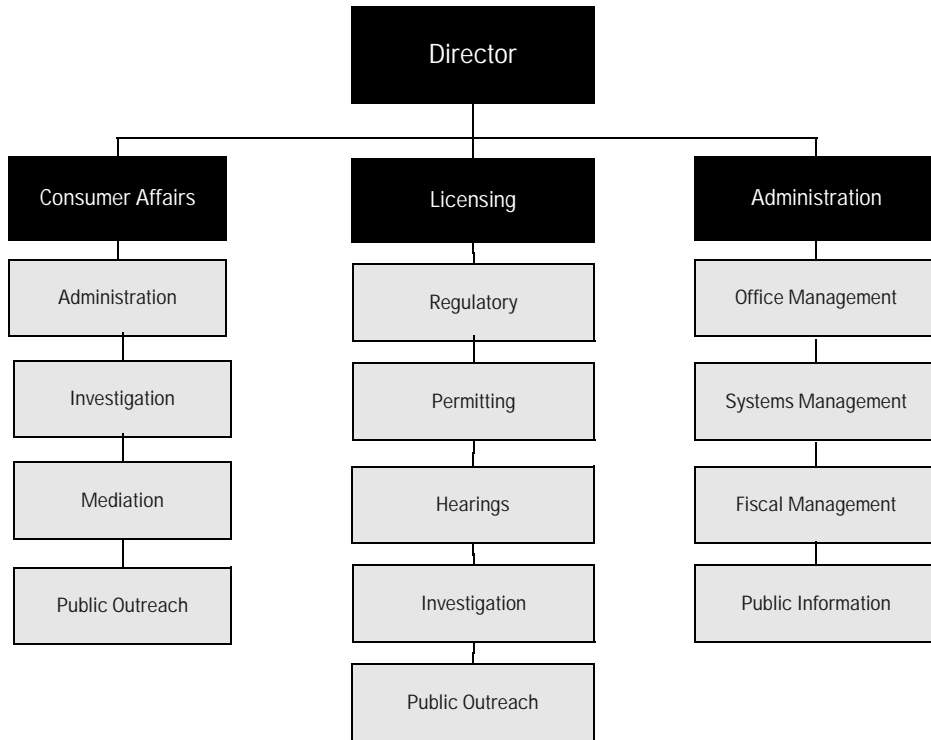 Director
Consumer Affairs
Licensing
Administration
Administration
Regulatory
Office Management
Investigation
Permitting
Systems Management
Mediation
Hearings
Fiscal Management
Public Outreach
Investigation
Public Information
Public Outreach